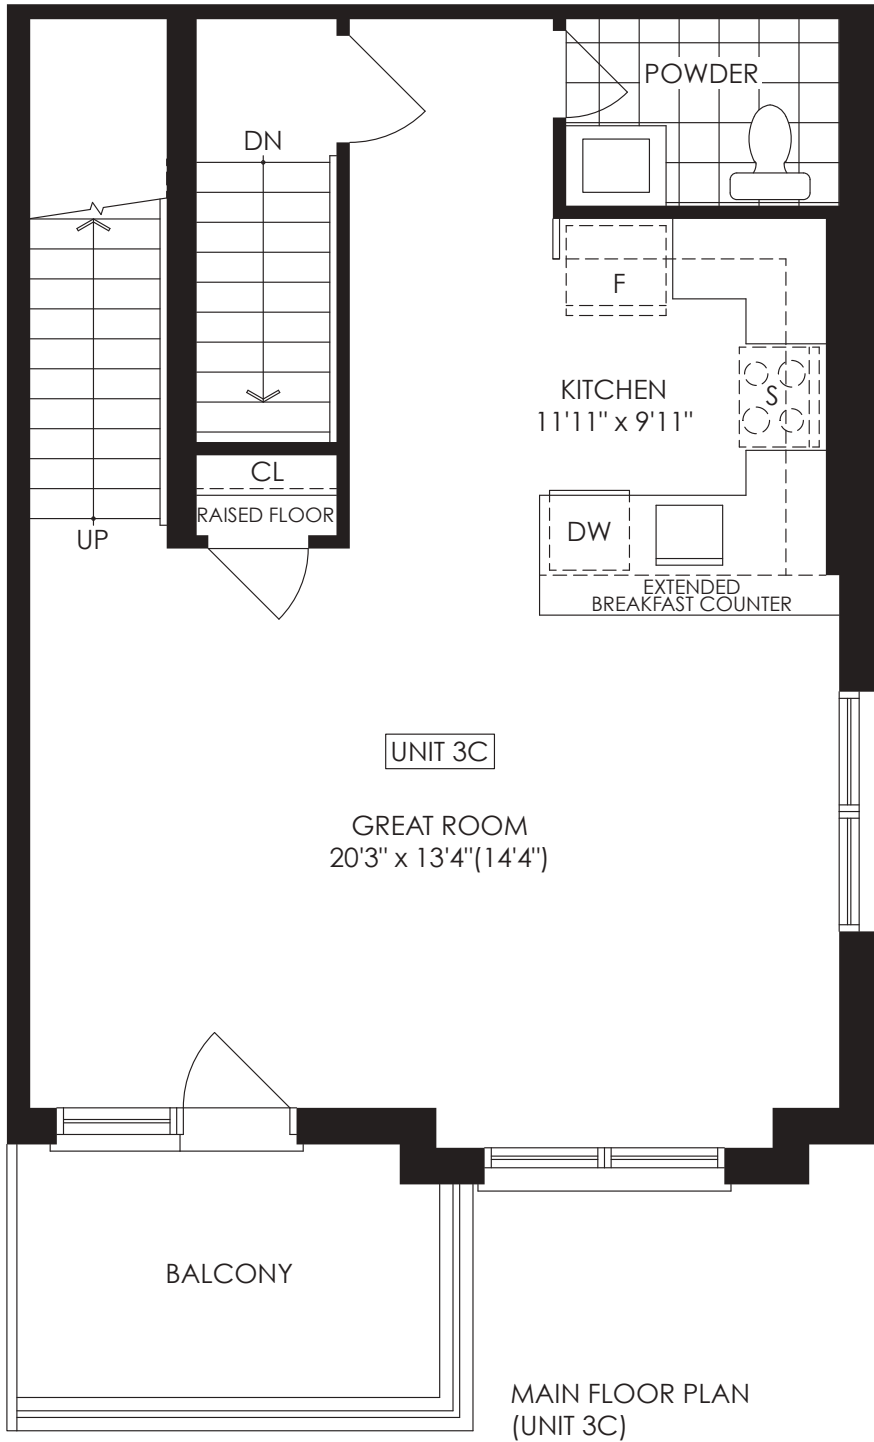 POWDER
DN
F
KITCHEN
11'11" x 9'11"
S
CL
RAISED FLOOR
UP
DW
EXTENDED
BREAKFAST COUNTER
UNIT 3C
GREAT ROOM
20'3" x 13'4"(14'4")
BALCONY
MAIN FLOOR PLAN
(UNIT 3C)